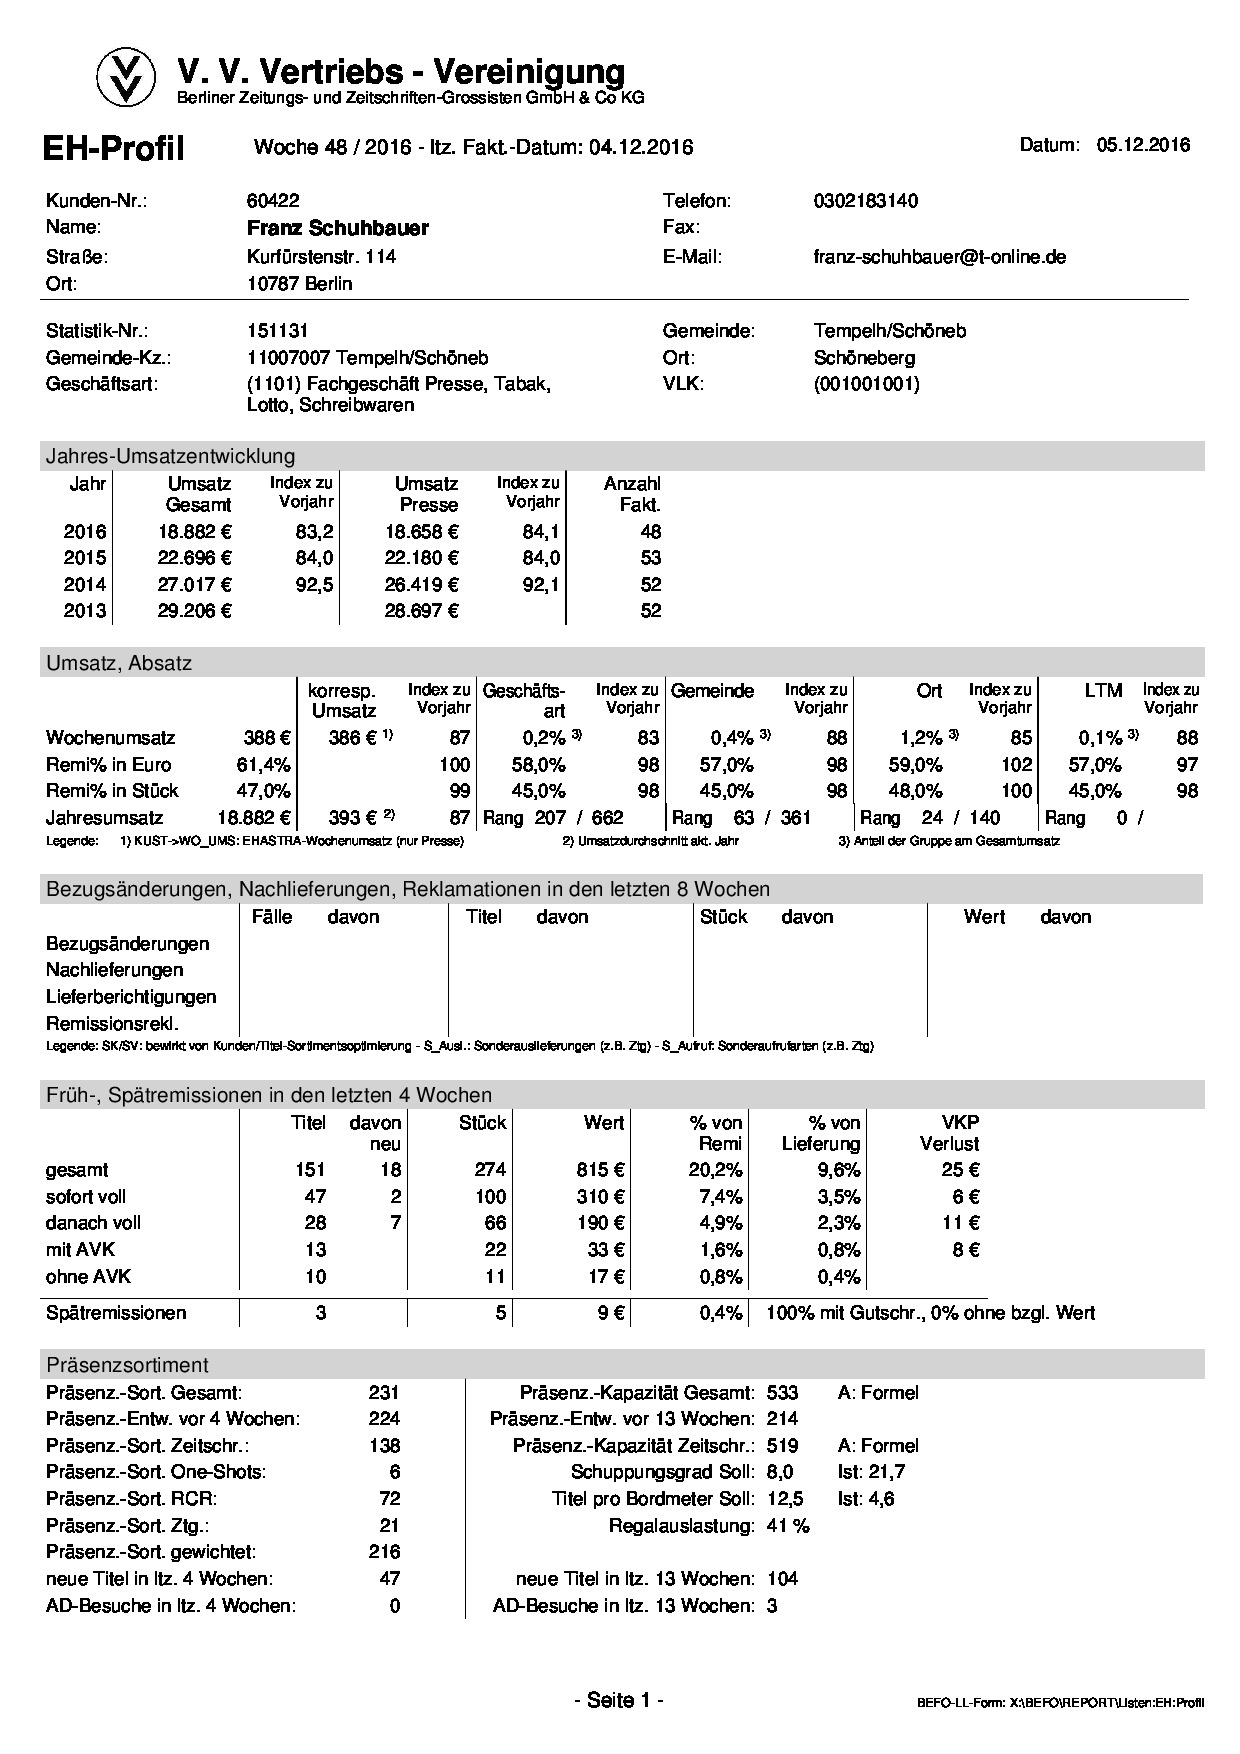 V. V. Vertriebs - Vereinigung
Berliner Zeitungs- und Zeitschriften-Grossisten GmbH & Co KG
EH-Profil Woche 48 / 2016 - ltz. Fakt.-Datum: 04.12.2016 Datum: 05.12.2016
Kunden-Nr.: 60422 Telefon: 0302183140
Name: Franz Schuhbauer Fax:
Straße: Kurfürstenstr. 114 E-Mail: franz-schuhbauer@t-online.de
Ort: 10787 Berlin
Statistik-Nr.: 151131 Gemeinde: Tempelh/Schöneb
Gemeinde-Kz.: 11007007 Tempelh/Schöneb Ort: Schöneberg
Geschäftsart: (1101) Fachgeschäft Presse, Tabak, VLK: (001001001)
Lotto, Schreibwaren
Jahres-Umsatzentwicklung
Jahr Umsatz Index zu Umsatz Index zu Anzahl
Gesamt Vorjahr Presse Vorjahr Fakt.
2016 18.882 € 83,2 18.658 € 84,1 48
2015 22.696 € 84,0 22.180 € 84,0 53
2014 27.017 € 92,5 26.419 € 92,1 52
2013 29.206 € 28.697 € 52
Umsatz, Absatz
korresp. Index zu Geschäfts- Index zu Gemeinde Index zu Ort Index zu LTM Index zu
Umsatz Vorjahr art Vorjahr Vorjahr Vorjahr Vorjahr
Wochenumsatz 388 € 386 € 1) 87 0,2% 3) 83 0,4% 3) 88 1,2% 3) 85 0,1% 3) 88
Remi% in Euro 61,4% 100 58,0% 98 57,0% 98 59,0% 102 57,0% 97
Remi% in Stück 47,0% 99 45,0% 98 45,0% 98 48,0% 100 45,0% 98
Jahresumsatz 18.882 € 393 € 2) 87 Rang 207 / 662 Rang 63 / 361 Rang 24 / 140 Rang 0 /
Legende: 1) KUST->WO_UMS: EHASTRA-Wochenumsatz (nur Presse) 2) Umsatzdurchschnitt akt. Jahr 3) Anteil der Gruppe am Gesamtumsatz
Bezugsänderungen, Nachlieferungen, Reklamationen in den letzten 8 Wochen
Fälle davon Titel davon Stück davon Wert davon
Bezugsänderungen
Nachlieferungen
Lieferberichtigungen
Remissionsrekl.
Legende: SK/SV: bewirkt von Kunden/Titel-Sortimentsoptimierung - S_Ausl.: Sonderauslieferungen (z.B. Ztg) - S_Aufruf: Sonderaufrufarten (z.B. Ztg)
Früh-, Spätremissionen in den letzten 4 Wochen
Titel davon Stück Wert % von % von VKP
neu Remi Lieferung Verlust
gesamt 151 18 274 815 € 20,2% 9,6% 25 €
sofort voll 47 2 100 310 € 7,4% 3,5% 6 €
danach voll 28 7 66 190 € 4,9% 2,3% 11 €
mit AVK 13 22 33 € 1,6% 0,8% 8 €
ohne AVK 10 11 17 € 0,8% 0,4%
Spätremissionen 3 5 9 € 0,4% 100% mit Gutschr., 0% ohne bzgl. Wert
Präsenzsortiment
Präsenz.-Sort. Gesamt: 231 Präsenz.-Kapazität Gesamt: 533 A: Formel
Präsenz.-Entw. vor 4 Wochen: 224 Präsenz.-Entw. vor 13 Wochen: 214
Präsenz.-Sort. Zeitschr.: 138 Präsenz.-Kapazität Zeitschr.: 519 A: Formel
Präsenz.-Sort. One-Shots: 6 Schuppungsgrad Soll: 8,0 Ist: 21,7
Präsenz.-Sort. RCR: 72 Titel pro Bordmeter Soll: 12,5 Ist: 4,6
Präsenz.-Sort. Ztg.: 21 Regalauslastung: 41 %
Präsenz.-Sort. gewichtet: 216
neue Titel in ltz. 4 Wochen: 47 neue Titel in ltz. 13 Wochen: 104
AD-Besuche in ltz. 4 Wochen: 0 AD-Besuche in ltz. 13 Wochen: 3
- Seite 1 - BEFO-LL-Form: X:\BEFO\REPORT\Listen:EH:Profil